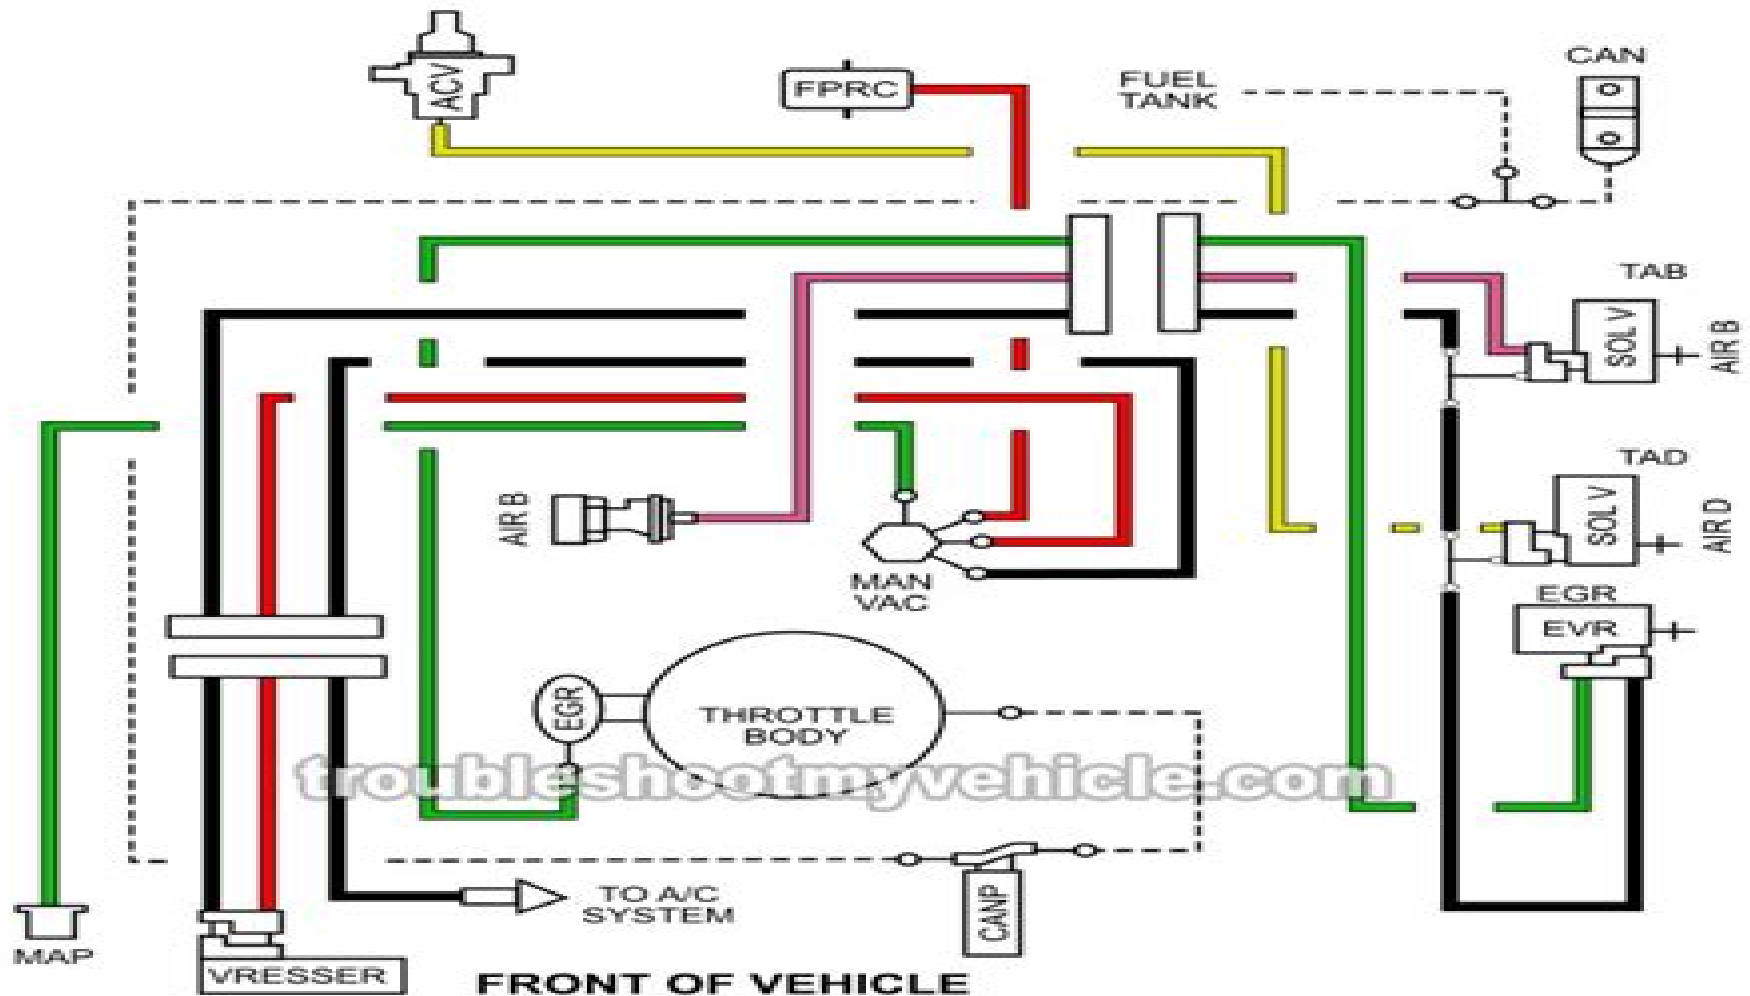 ACV
FPRC
FUEL
TANK
CAN
TAB
SOL V
AIR B
TAD
SOL V
AIR D
AIR B
MAN
VAC
EGR
EVR
EGR
THROTTLE
BODY
troubleshootmyvehicle.com
TO A/C
SYSTEM
CANP
MAP
VRESSER
FRONT OF VEHICLE